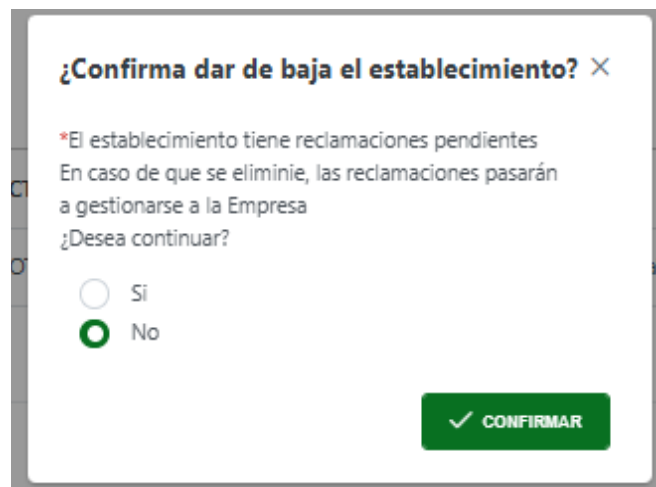 ¿Confirma dar de baja el establecimiento?
*El establecimiento tiene reclamaciones pendientes
En caso de que se eliminie, las reclamaciones pasarán
a gestionarse a la Empresa
¿Desea continuar?
Si
No
CONFIRMAR